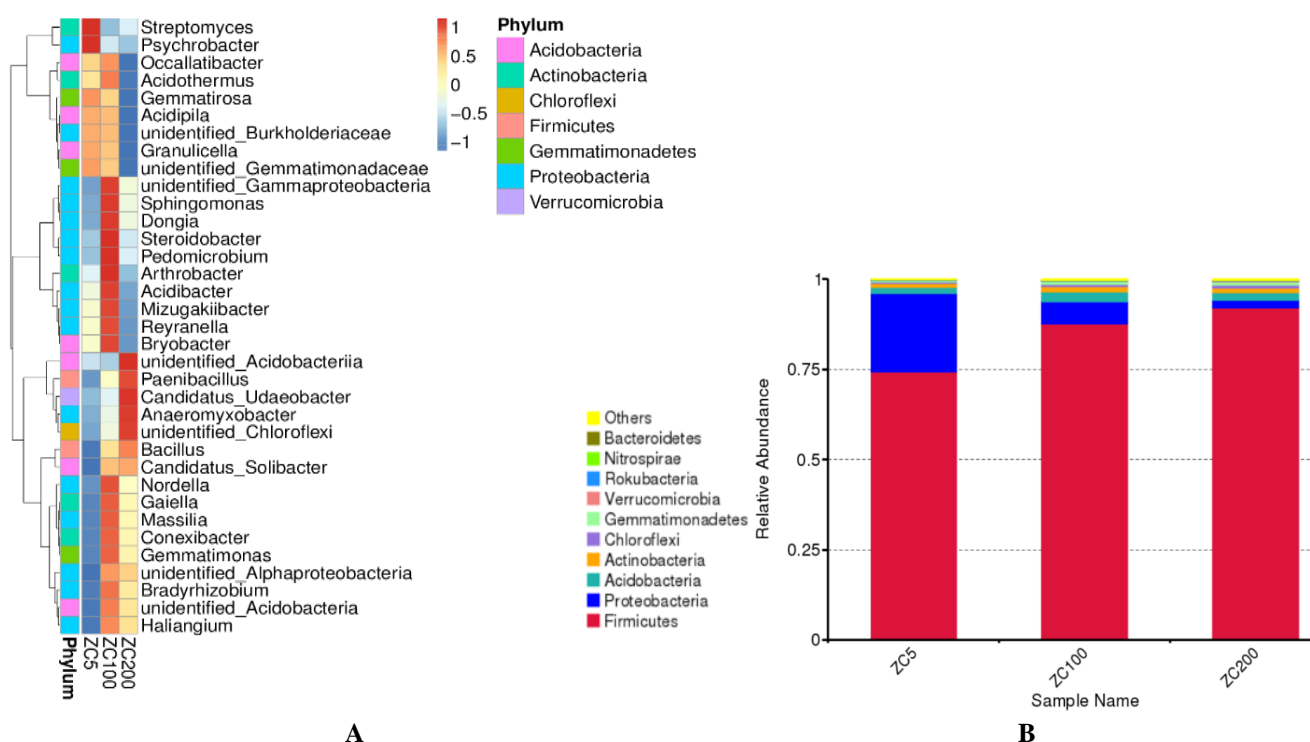 Streptomyces
Psychrobacter
Occallatibacter
Acidothermus
Gemmatirosa
Acidipila
unidentified_Burkholderiaceae
Granulicella
unidentified_Gemmatimonadaceae
unidentified_Gammaproteobacteria
Sphingomonas
Dongia
Steroidobacter
Pedomicrobium
Arthrobacter
Acidibacter
Mizugakiibacter
Reyranella
Bryobacter
unidentified_Acidobacteriia
Paenibacillus
Candidatus_Udaeobacter
Anaeromyxobacter
unidentified_Chloroflexi
Bacillus
Candidatus_Solibacter
Nordella
Gaiella
Massilia
Conexibacter
Gemmatimonas
unidentified_Alphaproteobacteria
Bradyrhizobium
unidentified_Acidobacteria
Haliangium
Phylum
ZC5
ZC100
ZC200
1
0.5
0
−0.5
−1
Phylum
Acidobacteria
Actinobacteria
Chloroflexi
Firmicutes
Gemmatimonadetes
Proteobacteria
Verrucomicrobia
A
Others
Bacteroidetes
Nitrospirae
Rokubacteria
Verrucomicrobia
Gemmatimonadetes
Chloroflexi
Actinobacteria
Acidobacteria
Proteobacteria
Firmicutes
Relative Abundance
1
0.75
0.5
0.25
0
ZC5
ZC100
ZC200
Sample Name
B